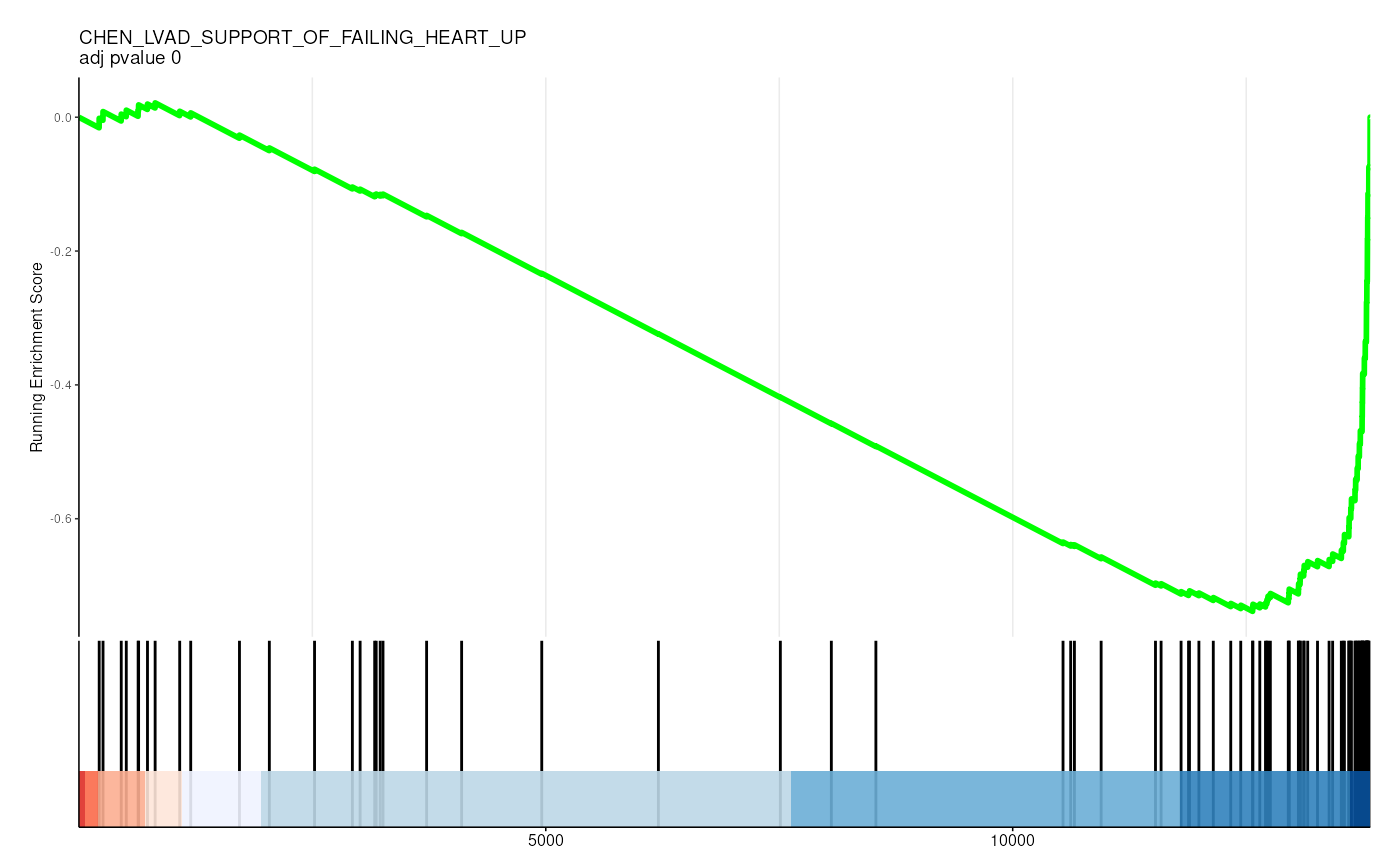 CHEN_LVAD_SUPPORT_OF_FAILING_HEART_UP
adj pvalue 0
Running Enrichment Score
0.0
-0.2
-0.4
-0.6
5000
10000